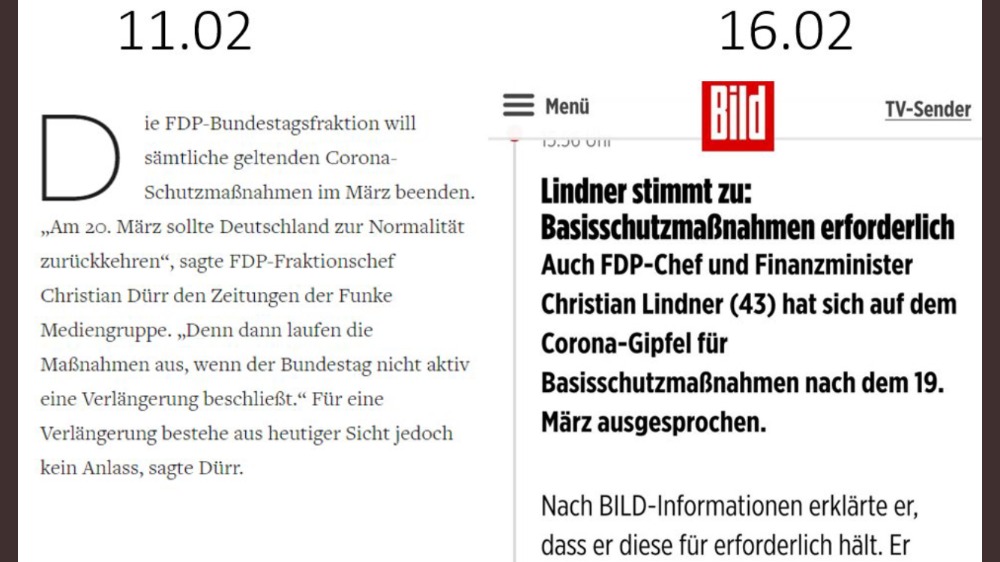 11.02
Die FDP-Bundestagsfraktion will
sämtliche geltenden Corona-
Schutzmaßnahmen im März beenden.
„Am 20. März sollte Deutschland zur Normalität
zurückkehren“, sagte FDP-Fraktionschef
Christian Dürr den Zeitungen der Funke
Mediengruppe. „Denn dann laufen die
Maßnahmen aus, wenn der Bundestag nicht aktiv
eine Verlängerung beschließt.“ Für eine
Verlängerung bestehe aus heutiger Sicht jedoch
kein Anlass, sagte Dürr.
16.02
Menü
Bild
TV-Sender
Lindner stimmt zu:
Basisschutzmaßnahmen erforderlich
Auch FDP-Chef und Finanzminister
Christian Lindner (43) hat sich auf dem
Corona-Gipfel für
Basisschutzmaßnahmen nach dem 19.
März ausgesprochen.
Nach BILD-Informationen erklärte er,
dass er diese für erforderlich hält. Er